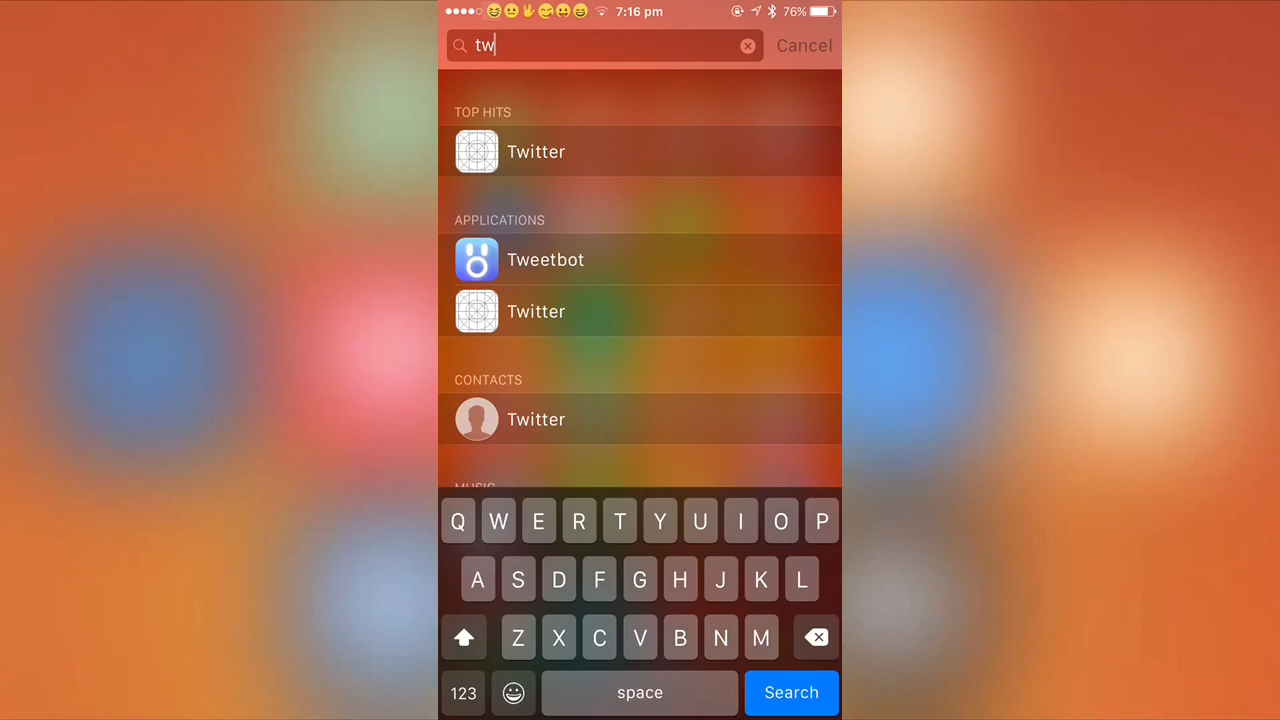 😄😐🖖🥰😛😄 7:16 pm 76%
tw
Cancel
TOP HITS
Twitter
APPLICATIONS
Tweetbot
Twitter
CONTACTS
Twitter
MUSIC
Q W E R T Y U I O P
A S D F G H J K L
Z X C V B N M
123 space Search